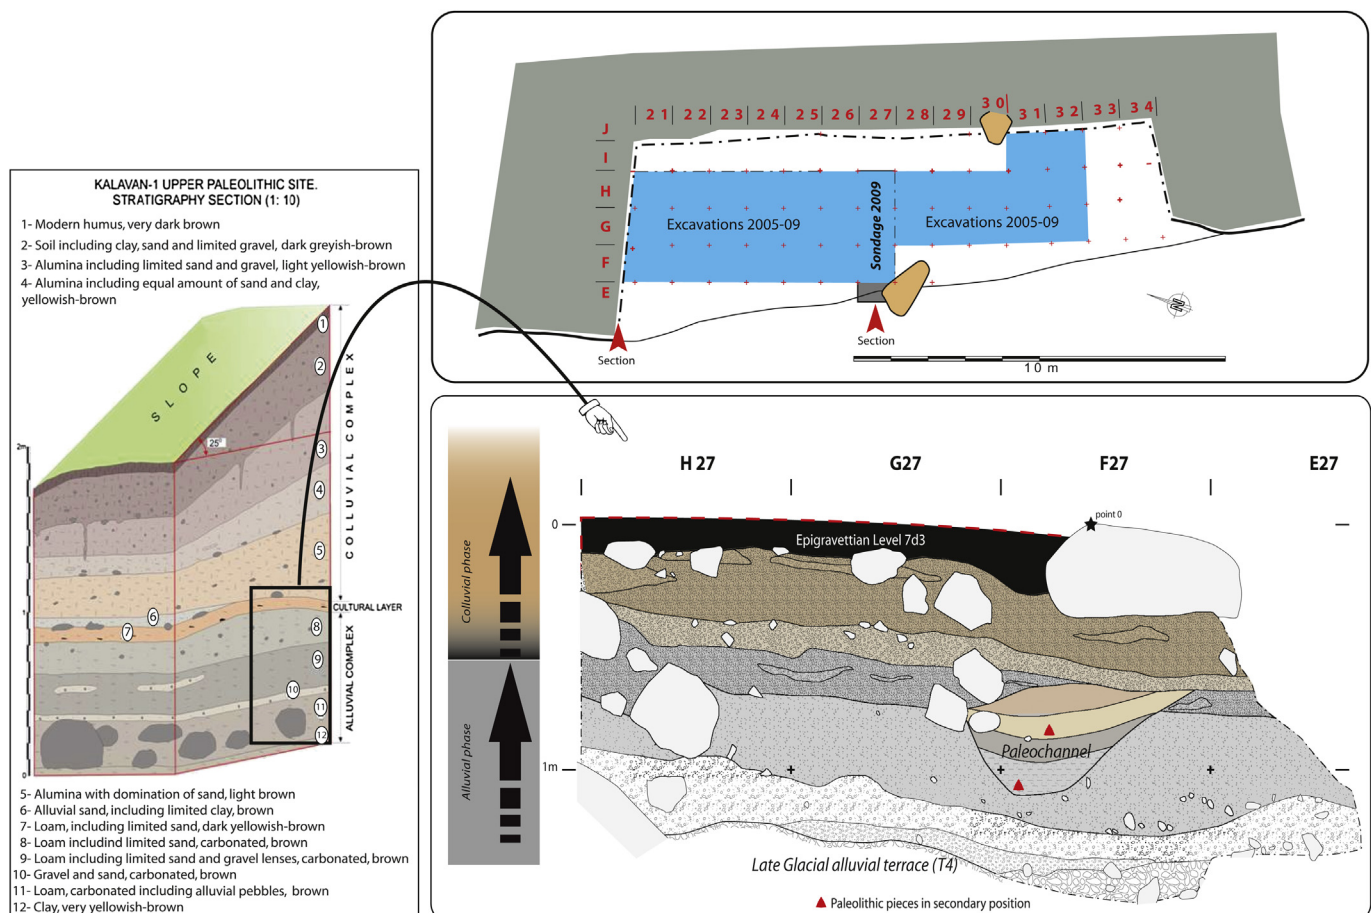 KALAVAN-1 UPPER PALEOLITHIC SITE.
STRATIGRAPHY SECTION (1: 10)
1- Modern humus, very dark brown
2- Soil including clay, sand and limited gravel, dark greyish-brown
3- Alumina including limited sand and gravel, light yellowish-brown
4- Alumina including equal amount of sand and clay,
yellowish-brown
SLOPE
25°
2m
1
0
1
2
3
4
5
6
7
8
9
10
11
12
COLLUVIAL COMPLEX
CULTURAL LAYER
ALLUVIAL COMPLEX
5- Alumina with domination of sand, light brown
6- Alluvial sand, including limited clay, brown
7- Loam, including limited sand, dark yellowish-brown
8- Loam includind limited sand, carbonated, brown
9- Loam including limited sand and gravel lenses, carbonated, brown
10- Gravel and sand, carbonated, brown
11- Loam, carbonated including alluvial pebbles, brown
12- Clay, very yellowish-brown
21 22 23 24 25 26 27 28 29 30 31 32 33 34
J
I
H
G
F
E
Excavations 2005-09
Sondage 2009
Excavations 2005-09
N
Section
Section
10 m
H 27 G27 F27 E27
point 0
0
Epigravettian Level 7d3
Colluvial phase
Alluvial phase
Paleochannel
1m
Late Glacial alluvial terrace (T4)
Paleolithic pieces in secondary position